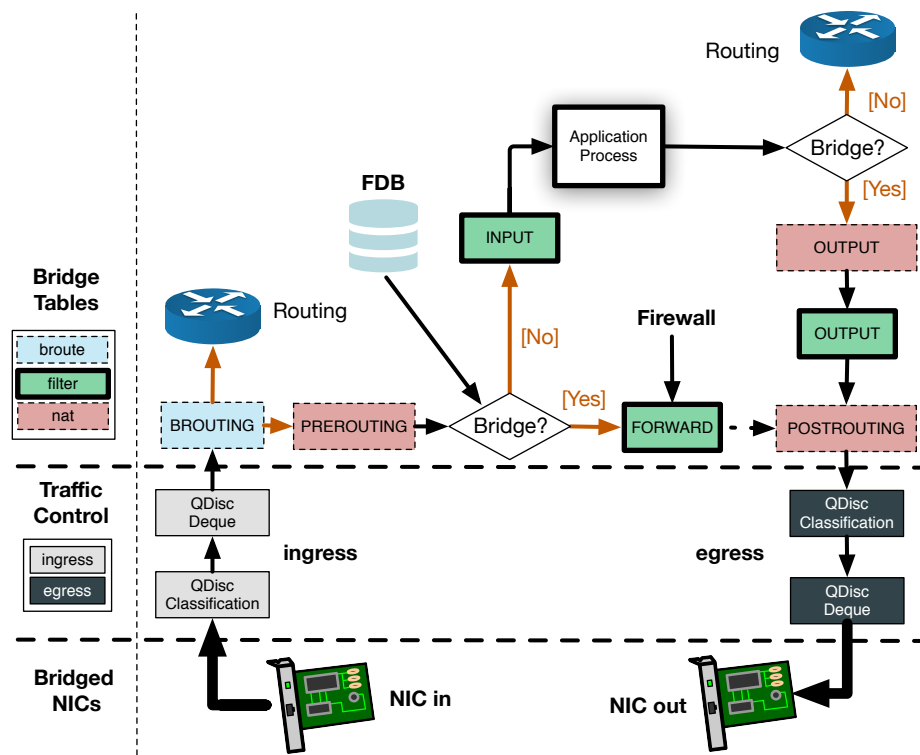 Routing
[No]
Application
Process
Bridge?
[Yes]
FDB
INPUT
OUTPUT
Bridge
Tables
broute
filter
nat
Routing
[No]
Firewall
OUTPUT
BROUTING
PREROUTING
Bridge?
[Yes]
FORWARD
POSTROUTING
Traffic
Control
ingress
egress
QDisc
Deque
QDisc
Classification
ingress
egress
QDisc
Classification
QDisc
Deque
Bridged
NICs
NIC in
NIC out